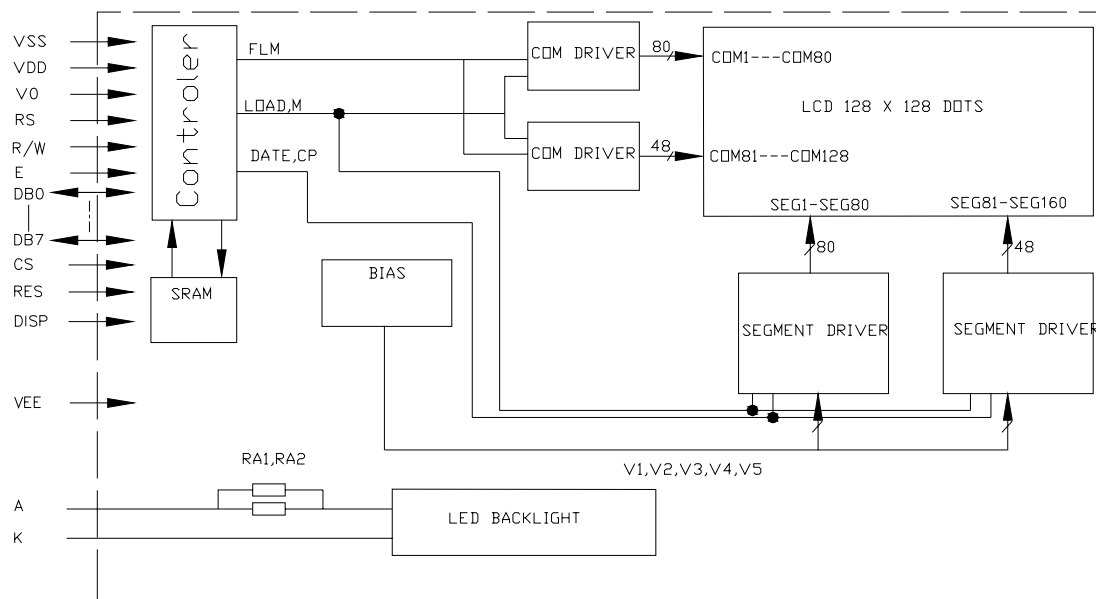 VSS
VDD
V0
RS
R/W
E
DB0
DB7
CS
RES
DISP
VEE
A
K
Controler
SRAM
FLM
LOAD,M
DATE,CP
COM DRIVER
80
COM DRIVER
48
COM1---COM80
LCD 128 X 128 DOTS
COM81---COM128
SEG1-SEG80
SEG81-SEG160
80
48
BIAS
SEGMENT DRIVER
SEGMENT DRIVER
V1,V2,V3,V4,V5
RA1,RA2
LED BACKLIGHT